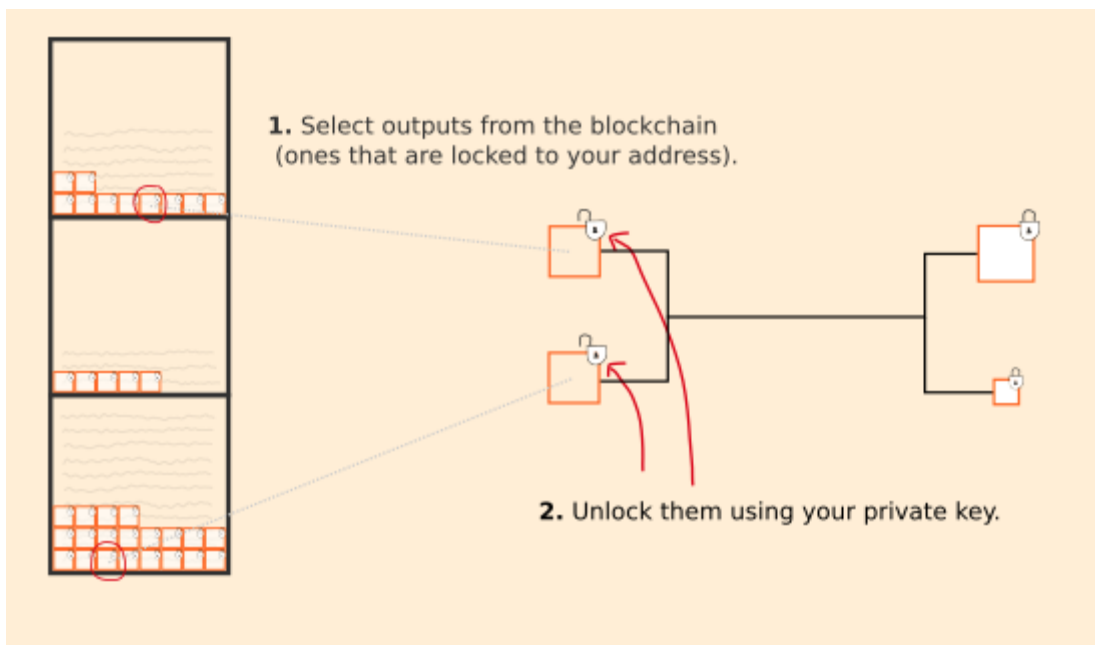 1. Select outputs from the blockchain
(ones that are locked to your address).
2. Unlock them using your private key.